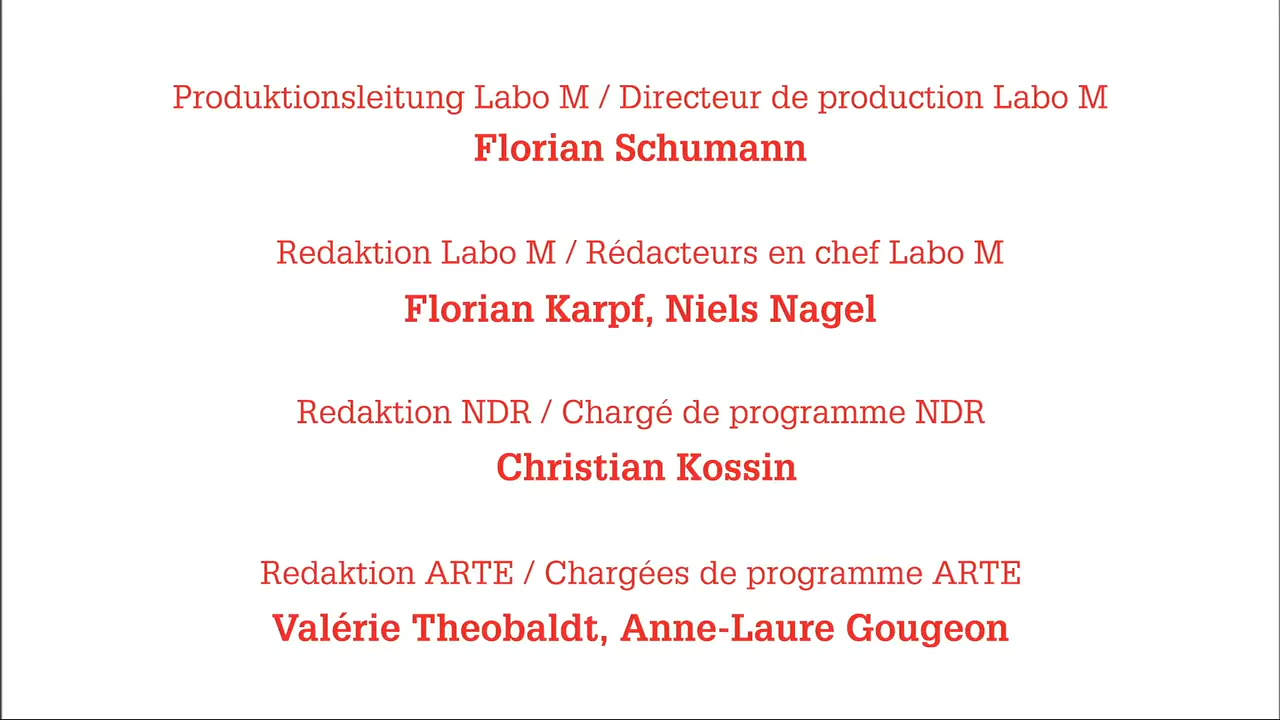 Produktionsleitung Labo M / Directeur de production Labo M
Florian Schumann
Redaktion Labo M / Rédacteurs en chef Labo M
Florian Karpf, Niels Nagel
Redaktion NDR / Chargé de programme NDR
Christian Kossin
Redaktion ARTE / Chargées de programme ARTE
Valérie Theobaldt, Anne-Laure Gougeon